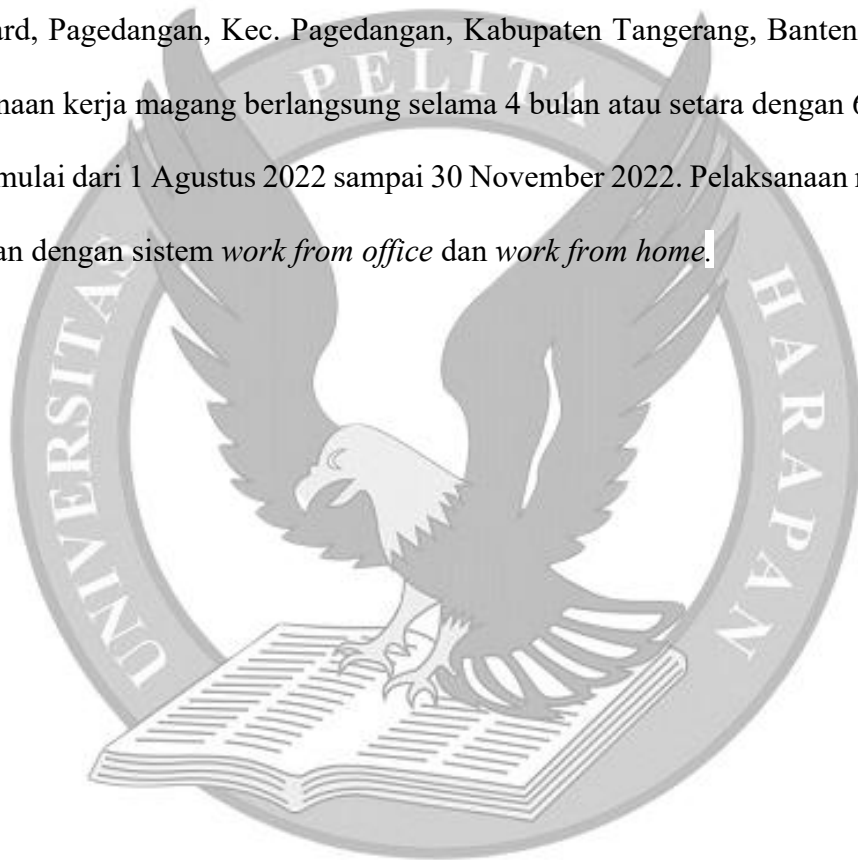 ard, Pagedangan, Kec. Pagedangan, Kabupaten Tangerang, Banten
naan kerja magang berlangsung selama 4 bulan atau setara dengan 6
mulai dari 1 Agustus 2022 sampai 30 November 2022. Pelaksanaan
an dengan sistem work from office dan work from home.
UNIVERSITAS PELITA HARAPAN